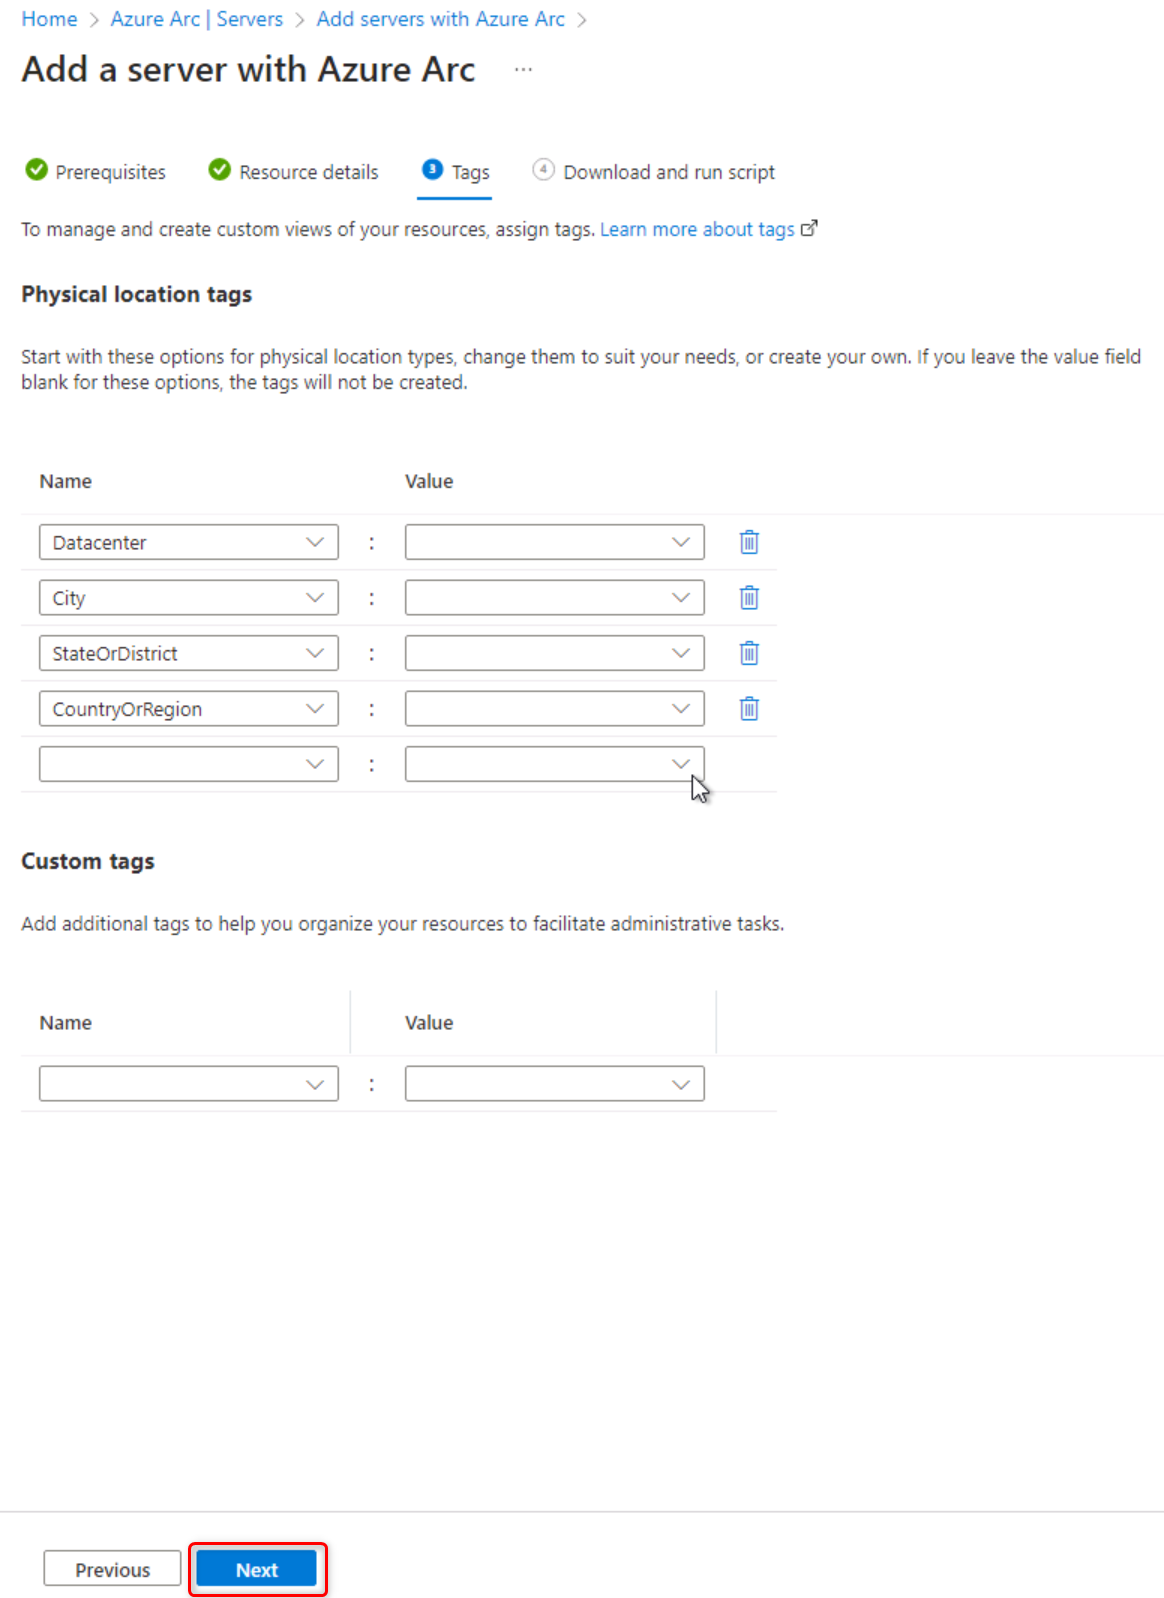 Home > Azure Arc | Servers > Add servers with Azure Arc >
Add a server with Azure Arc ...
Prerequisites Resource details 3 Tags 4 Download and run script
To manage and create custom views of your resources, assign tags. Learn more about tags
Physical location tags
Start with these options for physical location types, change them to suit your needs, or create your own. If you leave the value field
blank for these options, the tags will not be created.
Name Value
Datacenter :
City :
StateOrDistrict :
CountryOrRegion :
:
Custom tags
Add additional tags to help you organize your resources to facilitate administrative tasks.
Name Value
:
Previous Next